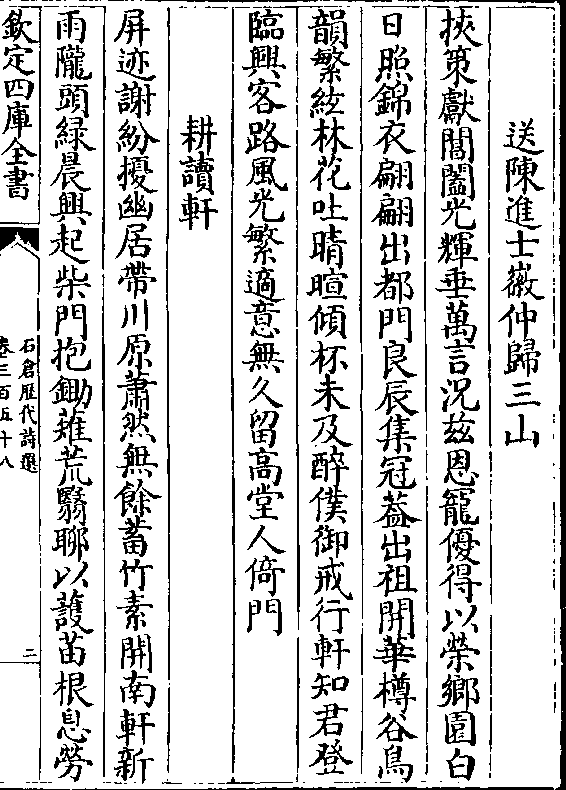 送陳進士徽仲歸三山
挾策獻閶闔光輝垂萬言況兹恩寵優得以榮鄉園白
日照錦衣翩翩出都門良辰集冠葢出祖開華樽谷鳥
韻繁絃林花吐晴暄傾杯未及醉僕御戒行軒知君登
臨興客路風光繁適意無久留高堂人倚門
耕讀軒
屏迹謝紛擾幽居帶川原蕭然無餘蓄竹素開南軒新
雨隴頭緑晨興起柴門抱鋤薙荒翳聊以護苗根息勞
欽定四庫全書
石倉歷代詩選
卷三百五十八
二